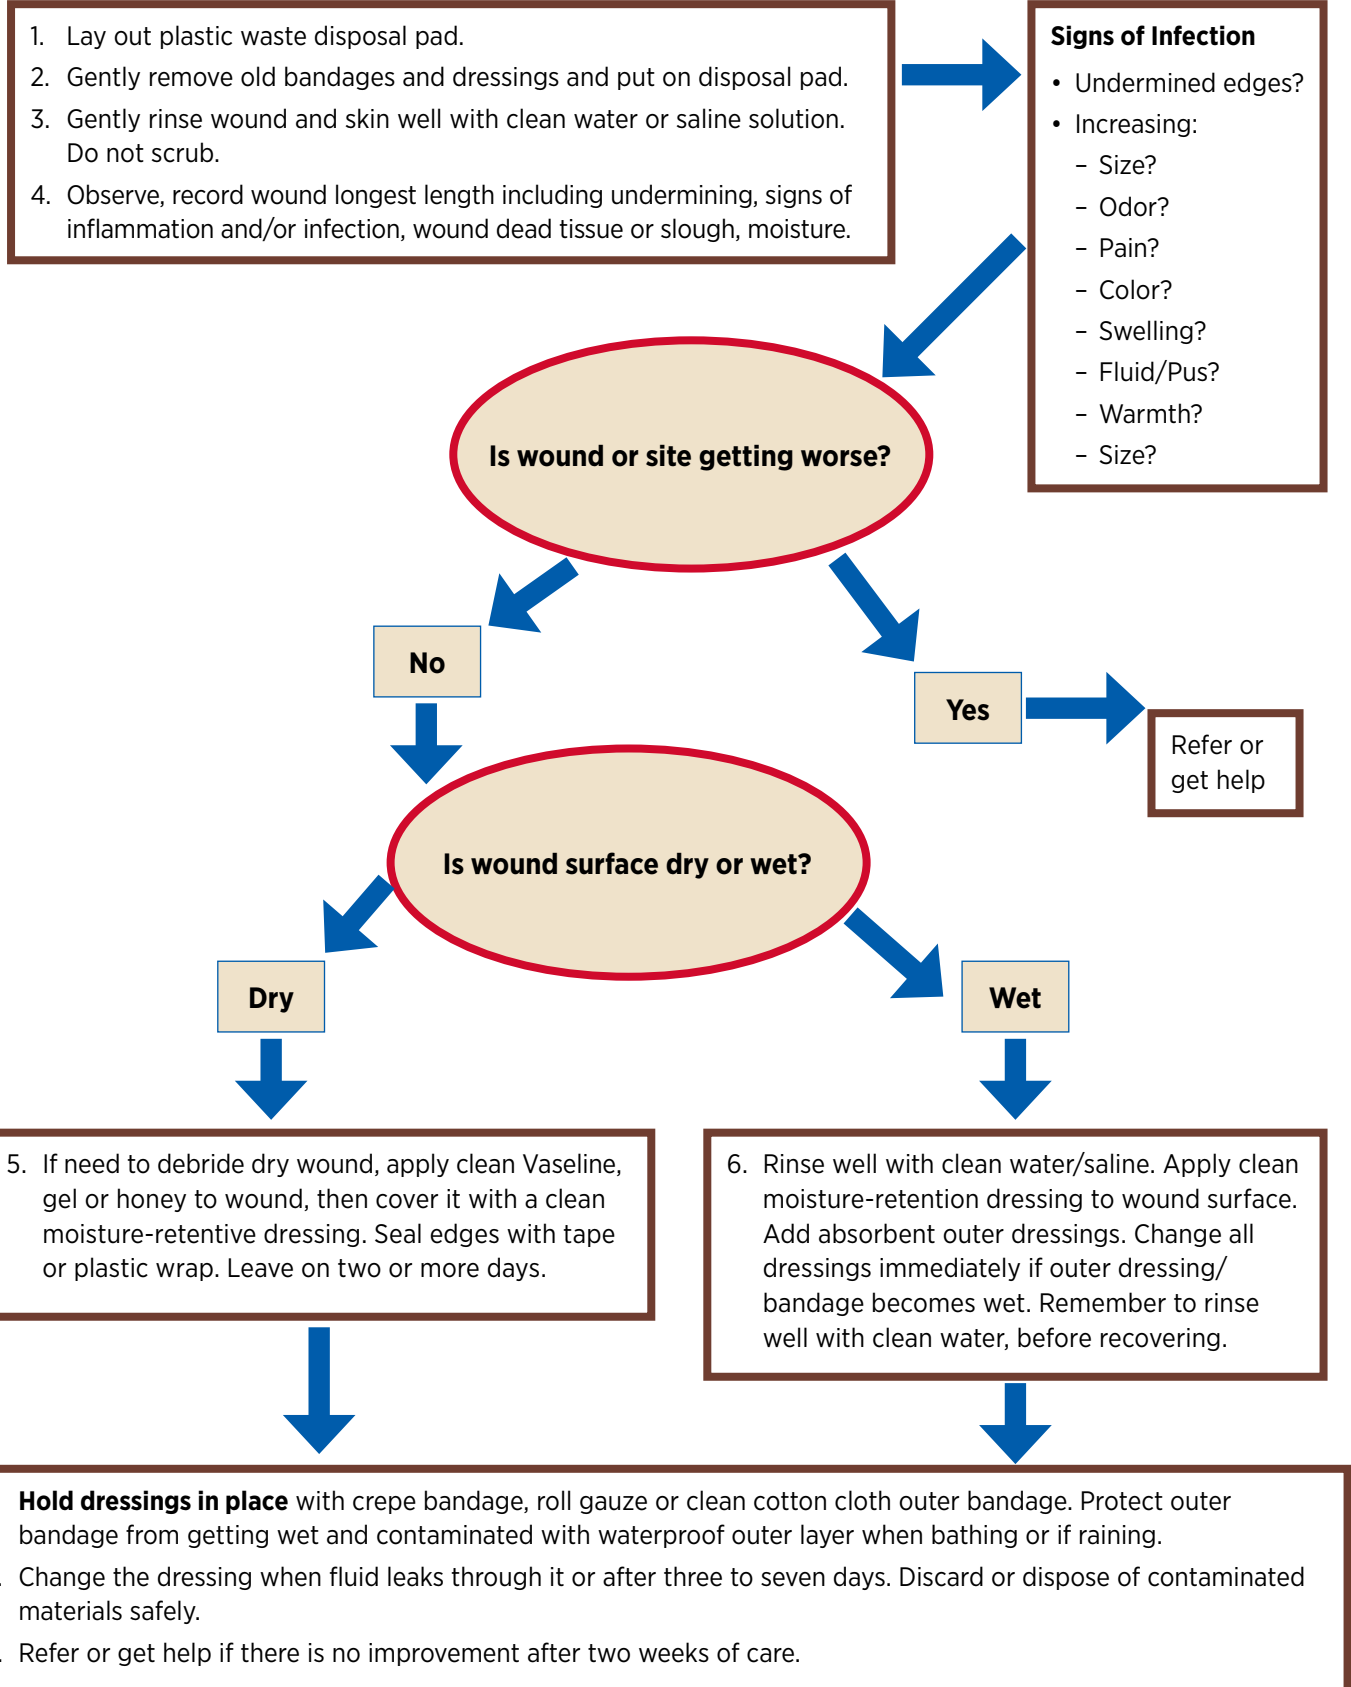 1. Lay out plastic waste disposal pad.
2. Gently remove old bandages and dressings and put on disposal pad.
3. Gently rinse wound and skin well with clean water or saline solution.
Do not scrub.
4. Observe, record wound longest length including undermining, signs of
inflammation and/or infection, wound dead tissue or slough, moisture.
Signs of Infection
• Undermined edges?
• Increasing:
– Size?
– Odor?
– Pain?
– Color?
– Swelling?
– Fluid/Pus?
– Warmth?
– Size?
Is wound or site getting worse?
No
Yes
Refer or
get help
Is wound surface dry or wet?
Dry
Wet
5. If need to debride dry wound, apply clean Vaseline,
gel or honey to wound, then cover it with a clean
moisture-retentive dressing. Seal edges with tape
or plastic wrap. Leave on two or more days.
6. Rinse well with clean water/saline. Apply clean
moisture-retention dressing to wound surface.
Add absorbent outer dressings. Change all
dressings immediately if outer dressing/
bandage becomes wet. Remember to rinse
well with clean water, before recovering.
Hold dressings in place with crepe bandage, roll gauze or clean cotton cloth outer bandage. Protect outer
bandage from getting wet and contaminated with waterproof outer layer when bathing or if raining.
. Change the dressing when fluid leaks through it or after three to seven days. Discard or dispose of contaminated
materials safely.
. Refer or get help if there is no improvement after two weeks of care.